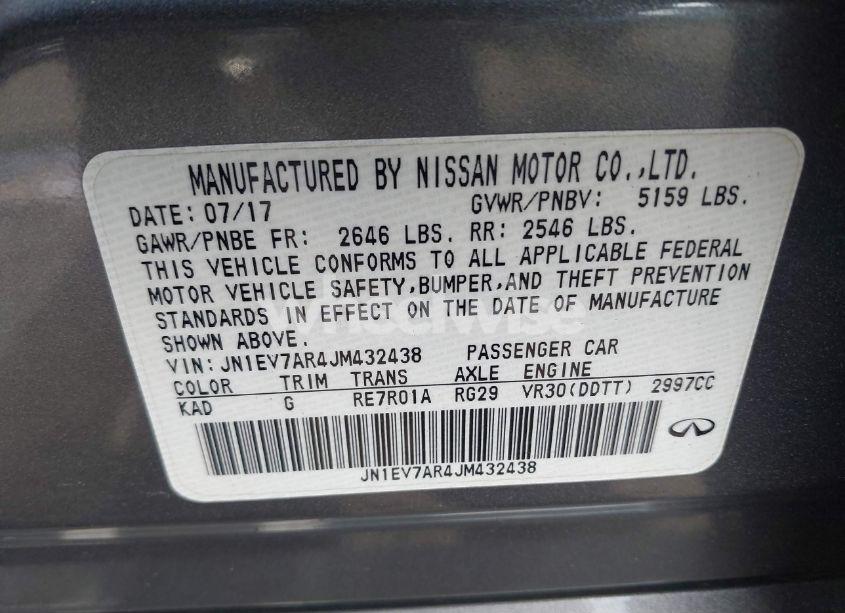 MANUFACTURED BY NISSAN MOTOR CO.,LTD.
DATE: 07/17 GVWR/PNBV: 5159 LBS.
GAWR/PNBE FR: 2646 LBS. RR: 2546 LBS.
THIS VEHICLE CONFORMS TO ALL APPLICABLE FEDERAL
MOTOR VEHICLE SAFETY,BUMPER,AND THEFT PREVENTION
STANDARDS IN EFFECT ON THE DATE OF MANUFACTURE
SHOWN ABOVE.
VIN: JN1EV7AR4JM432438 PASSENGER CAR
COLOR TRIM TRANS AXLE ENGINE
KAD G RE7R01A RG29 VR30(DDTT) 2997CC
JN1EV7AR4JM432438